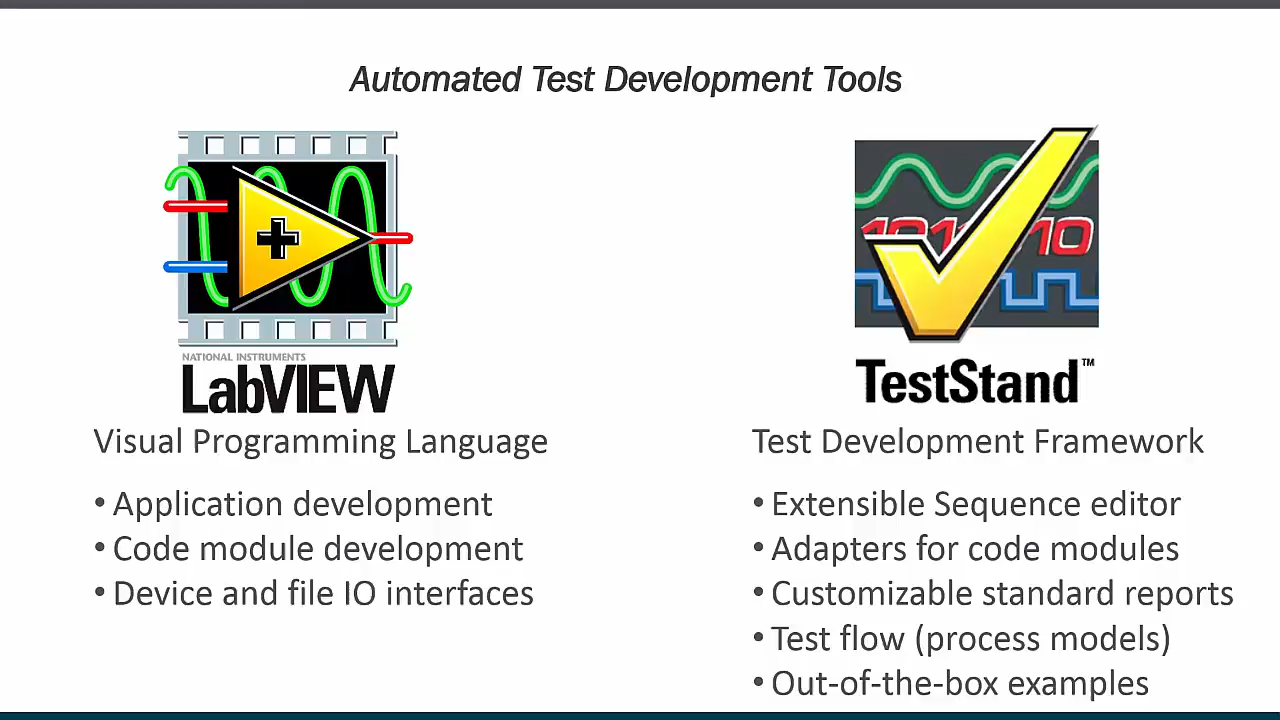 Automated Test Development Tools
NATIONAL INSTRUMENTS
LabVIEW
Visual Programming Language
• Application development
• Code module development
• Device and file IO interfaces
TestStand™
Test Development Framework
• Extensible Sequence editor
• Adapters for code modules
• Customizable standard reports
• Test flow (process models)
• Out-of-the-box examples